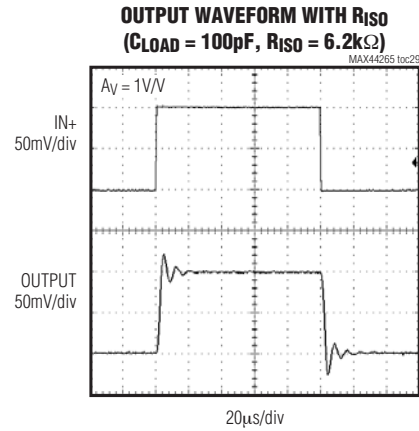 OUTPUT WAVEFORM WITH RISO
(CLOAD = 100pF, RISO = 6.2kΩ)
MAX44265 toc29
AV = 1V/V
IN+
50mV/div
OUTPUT
50mV/div
20µs/div